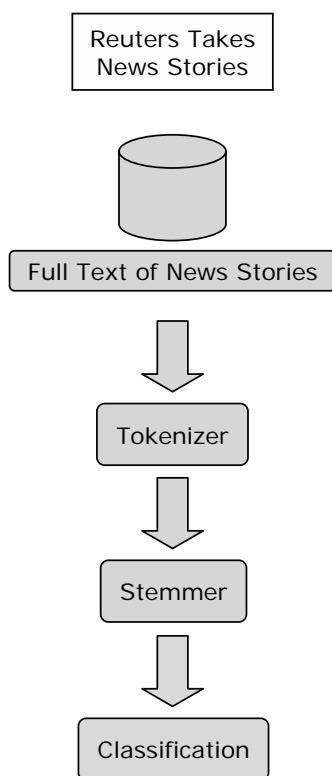 Reuters Takes
News Stories
Full Text of News Stories
Tokenizer
Stemmer
Classification